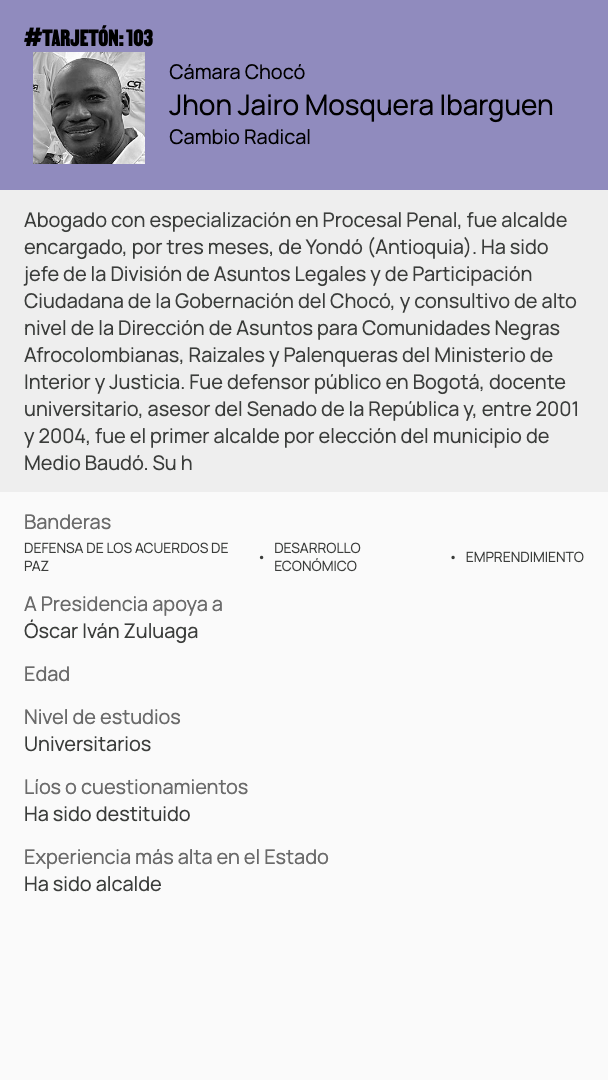 #TARJETÓN: 103
Cámara Chocó
Jhon Jairo Mosquera Ibarguen
Cambio Radical
Abogado con especialización en Procesal Penal, fue alcalde
encargado, por tres meses, de Yondó (Antioquia). Ha sido
jefe de la División de Asuntos Legales y de Participación
Ciudadana de la Gobernación del Chocó, y consultivo de alto
nivel de la Dirección de Asuntos para Comunidades Negras
Afrocolombianas, Raizales y Palenqueras del Ministerio de
Interior y Justicia. Fue defensor público en Bogotá, docente
universitario, asesor del Senado de la República y, entre 2001
y 2004, fue el primer alcalde por elección del municipio de
Medio Baudó. Su h
Banderas
DEFENSA DE LOS ACUERDOS DE
PAZ
• DESARROLLO
ECONÓMICO
• EMPRENDIMIENTO
A Presidencia apoya a
Óscar Iván Zuluaga
Edad
Nivel de estudios
Universitarios
Líos o cuestionamientos
Ha sido destituido
Experiencia más alta en el Estado
Ha sido alcalde